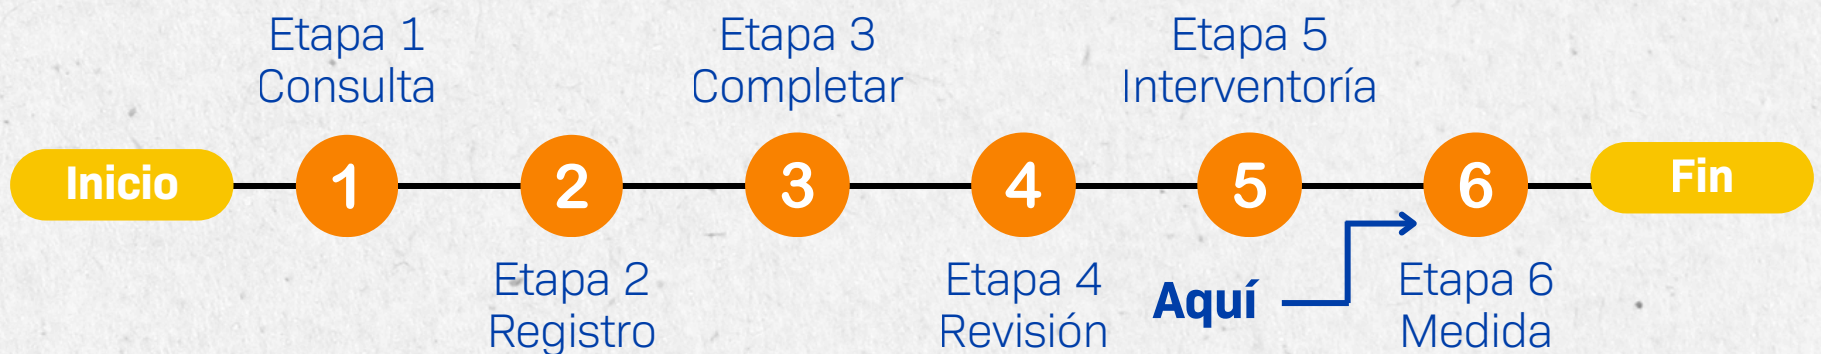 Etapa 1
Consulta
Etapa 3
Completar
Etapa 5
Interventoría
Inicio
1
2
3
4
5
6
Fin
Etapa 2
Registro
Etapa 4
Revisión
Aquí
Etapa 6
Medida